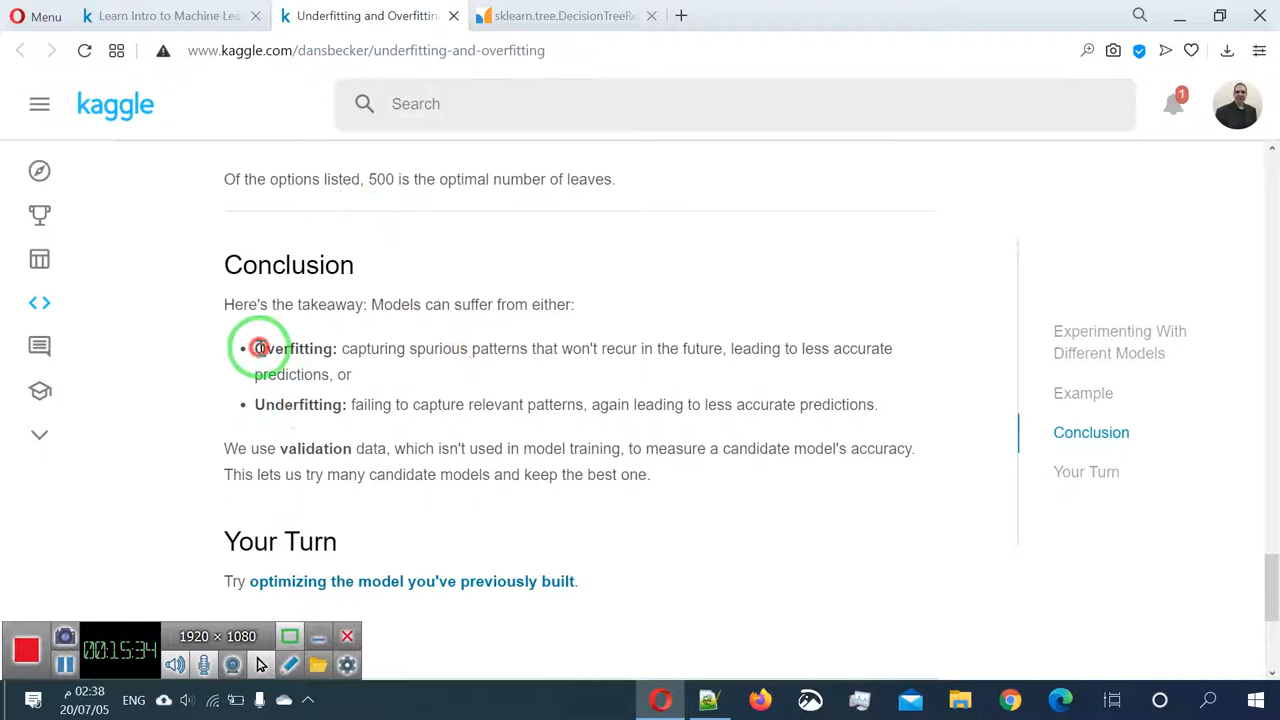 Menu
Learn Intro to Machine Lea
Underfitting and Overfittin
sklearn.tree.DecisionTreeR
www.kaggle.com/dansbecker/underfitting-and-overfitting
kaggle
Search
1
Of the options listed, 500 is the optimal number of leaves.
Conclusion
Here's the takeaway: Models can suffer from either:
• Overfitting: capturing spurious patterns that won't recur in the future, leading to less accurate
predictions, or
• Underfitting: failing to capture relevant patterns, again leading to less accurate predictions.
We use validation data, which isn't used in model training, to measure a candidate model's accuracy.
This lets us try many candidate models and keep the best one.
Your Turn
Try optimizing the model you've previously built.
Experimenting With
Different Models
Example
Conclusion
Your Turn
00:15:34
1920 × 1080
02:38 م
20/07/05
ENG